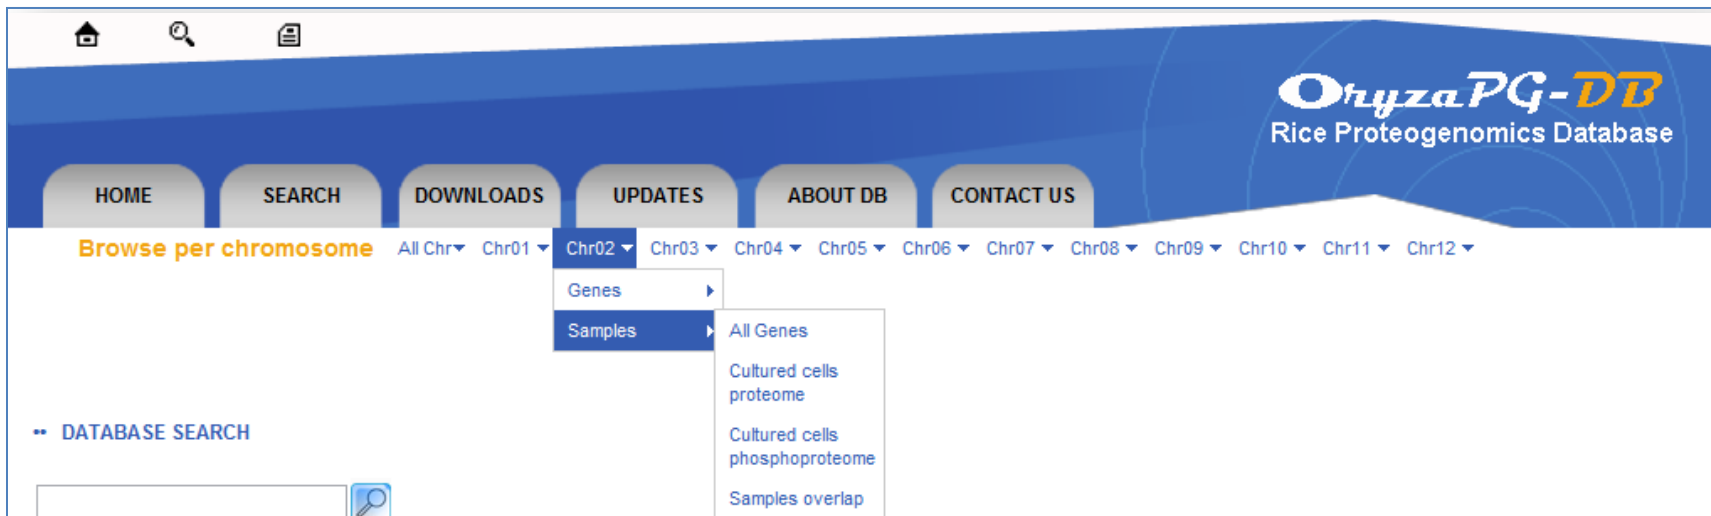 OryzaPG-DB
Rice Proteogenomics Database
HOME SEARCH DOWNLOADS UPDATES ABOUT DB CONTACT US
Browse per chromosome All Chr Chr01 Chr02 Chr03 Chr04 Chr05 Chr06 Chr07 Chr08 Chr09 Chr10 Chr11 Chr12
Genes
Samples All Genes
Cultured cells
proteome
Cultured cells
phosphoproteome
Samples overlap
DATABASE SEARCH